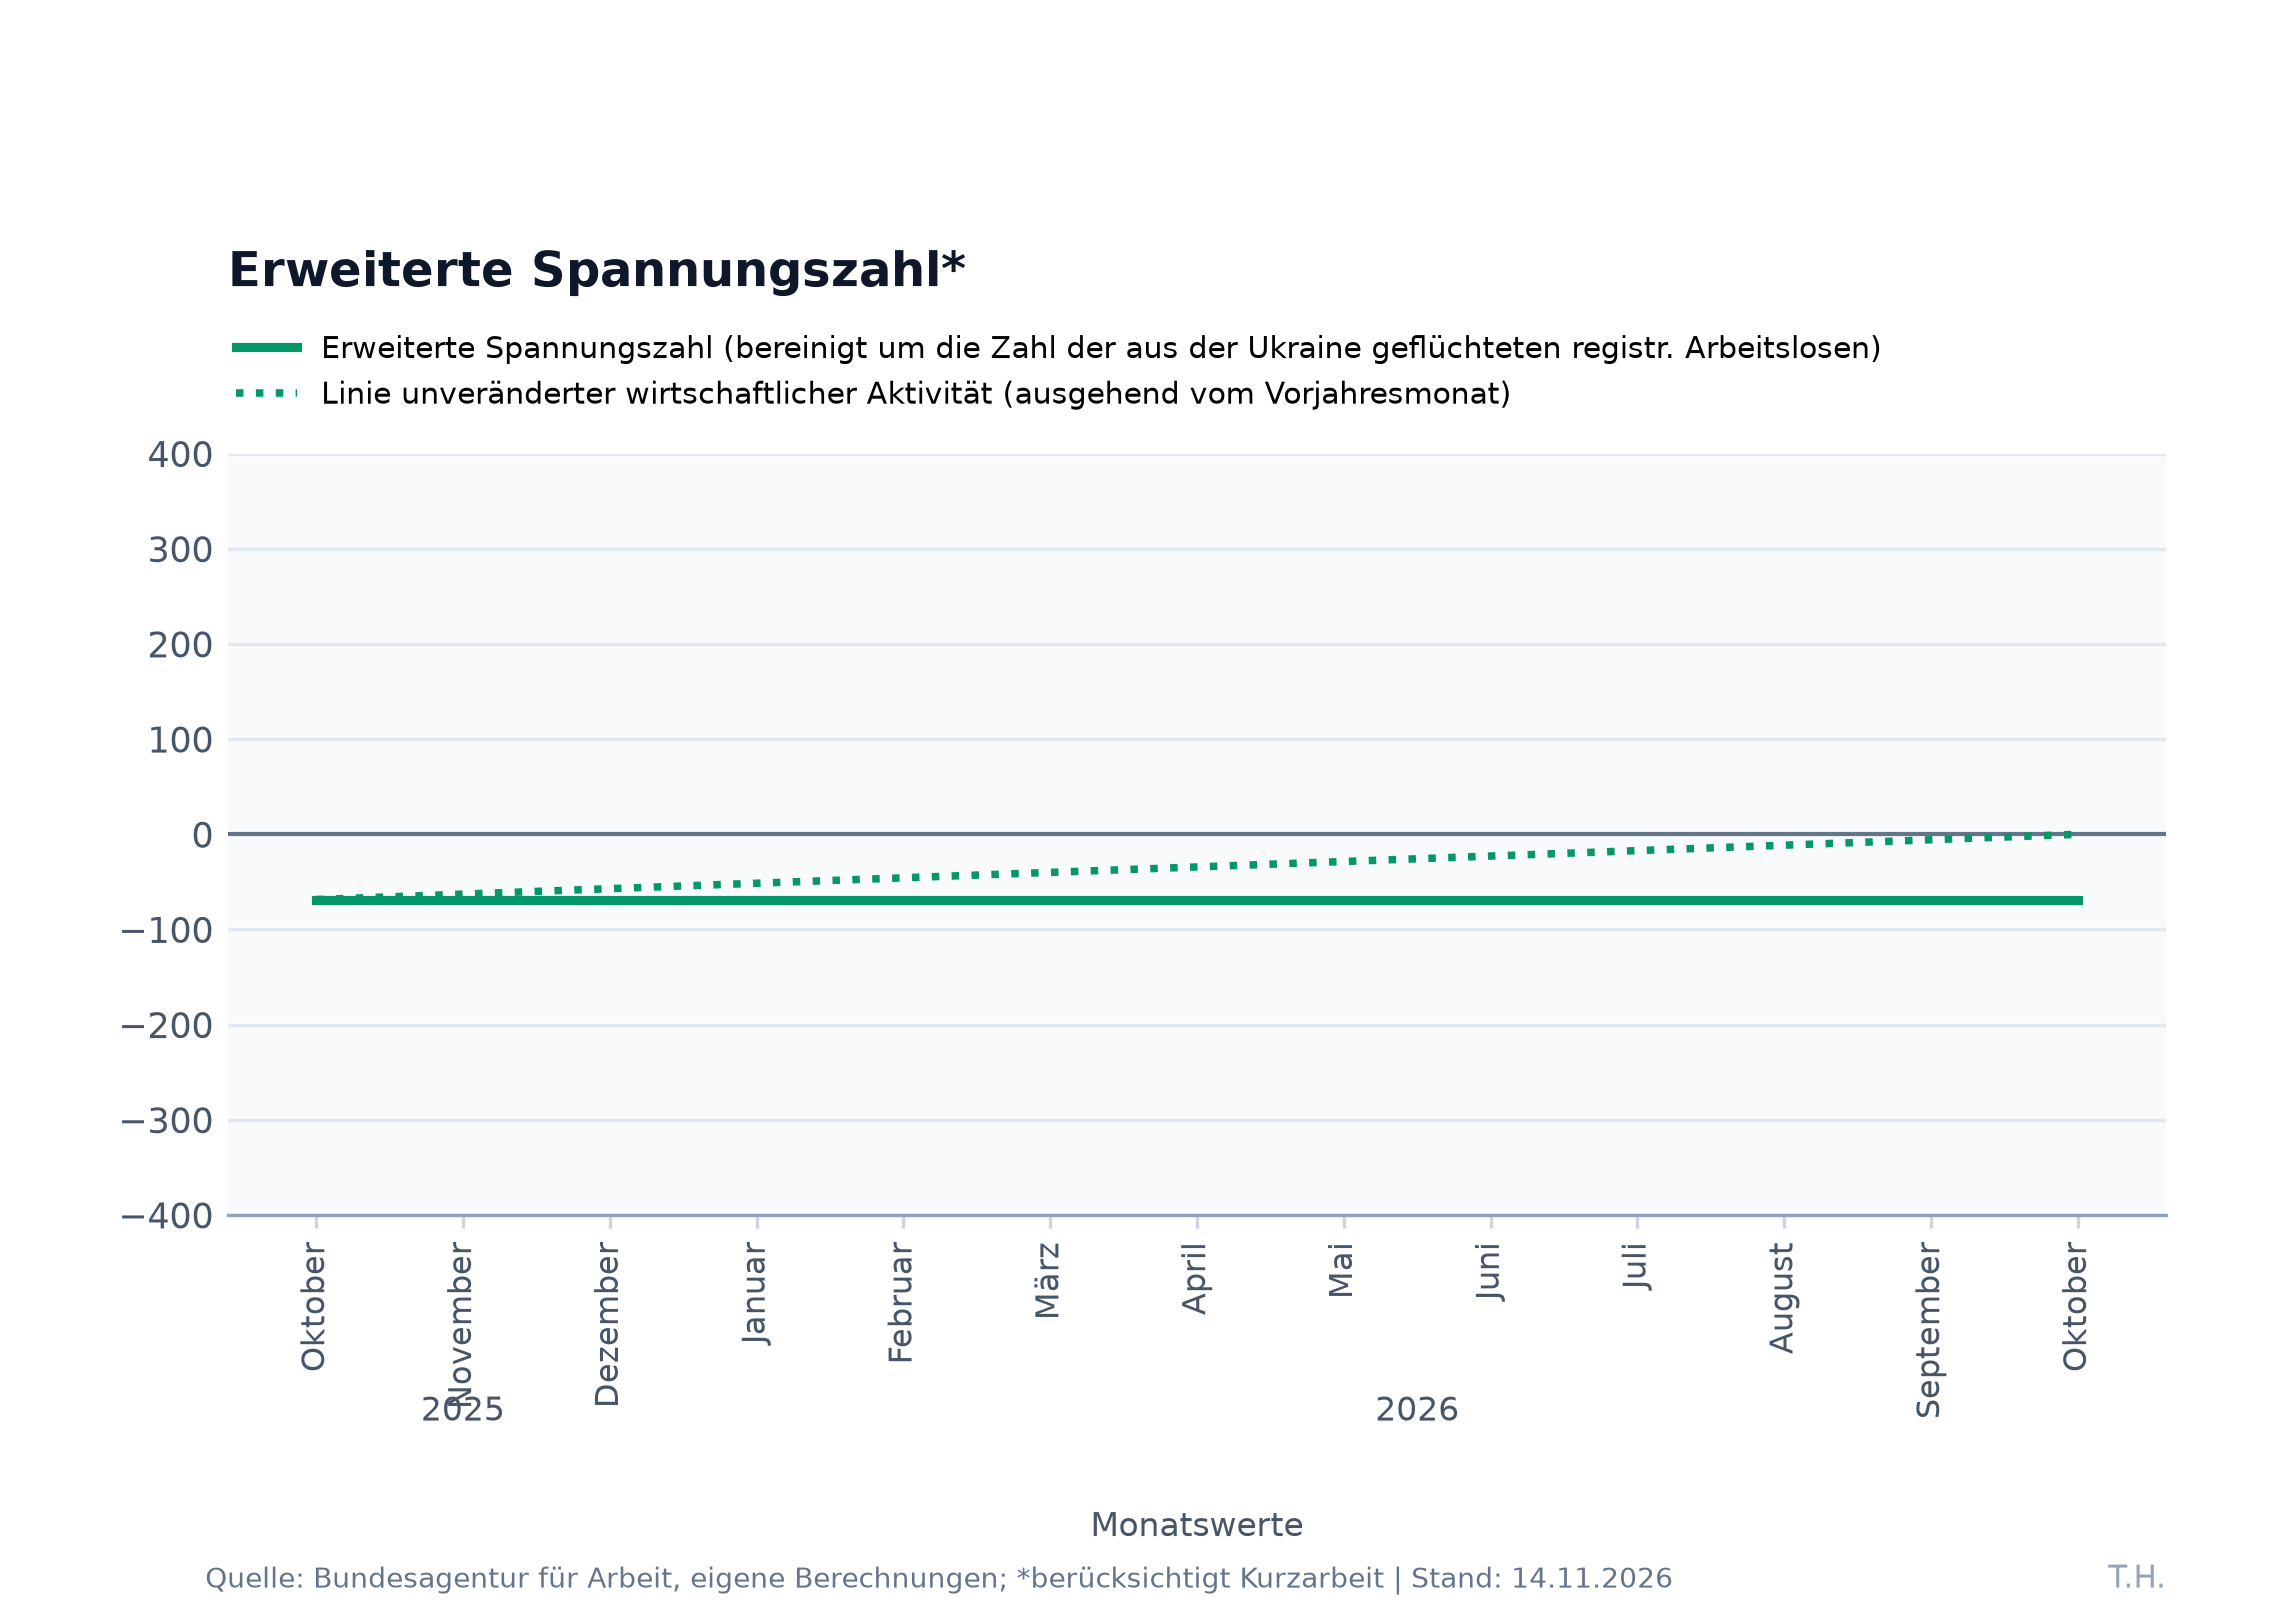 Erweiterte Spannungszahl*
Erweiterte Spannungszahl (bereinigt um die Zahl der aus der Ukraine geflüchteten registr. Arbeitslosen)
Linie unveränderter wirtschaftlicher Aktivität (ausgehend vom Vorjahresmonat)
400
300
200
100
0
−100
−200
−300
−400
Oktober
November
Dezember
Januar
Februar
März
April
Mai
Juni
Juli
August
September
Oktober
2025
2026
Monatswerte
Quelle: Bundesagentur für Arbeit, eigene Berechnungen; *berücksichtigt Kurzarbeit | Stand: 14.11.2026
T.H.